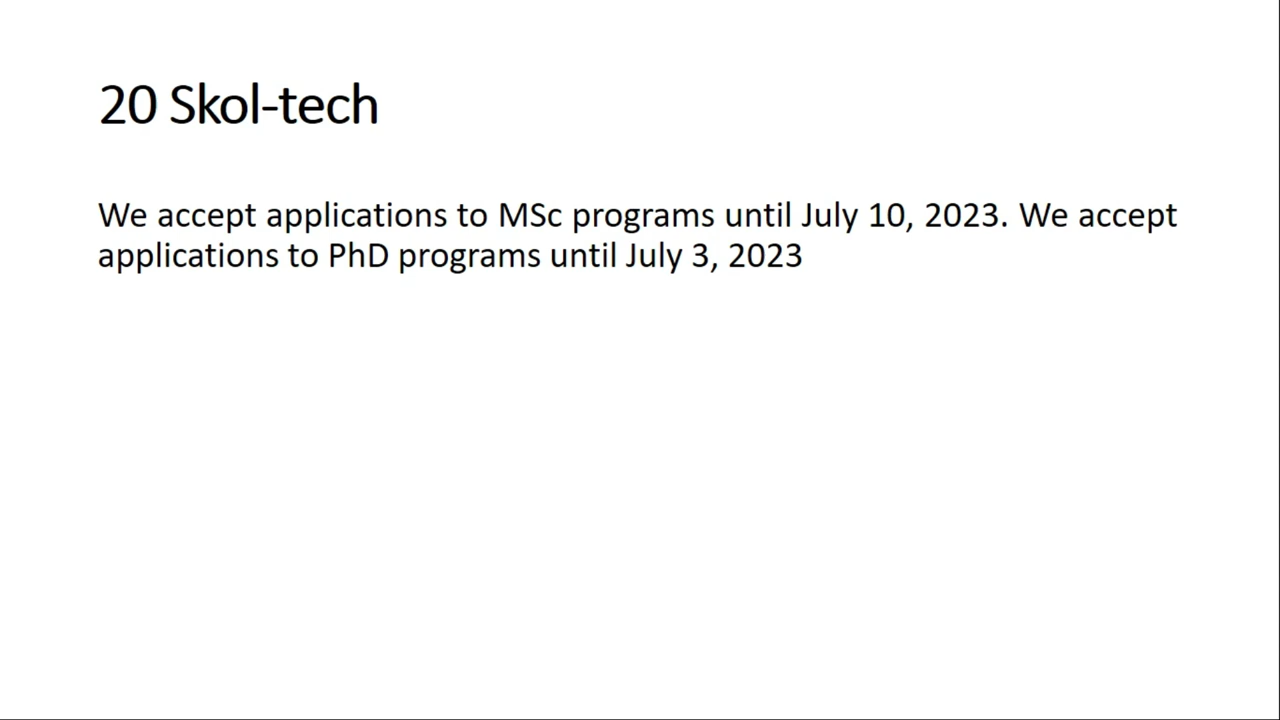 20 Skol-tech
We accept applications to MSc programs until July 10, 2023. We accept
applications to PhD programs until July 3, 2023